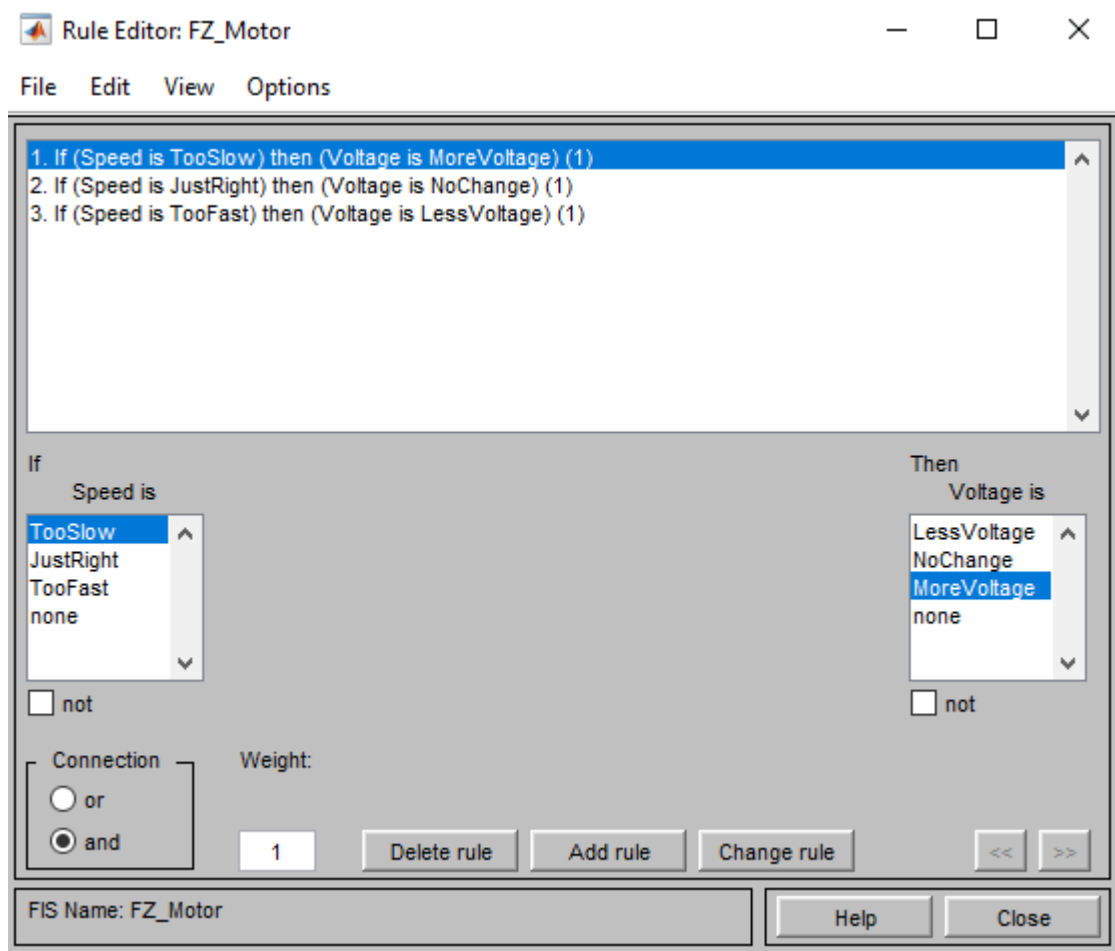 Rule Editor: FZ_Motor
File Edit View Options
1. If (Speed is TooSlow) then (Voltage is MoreVoltage) (1)
2. If (Speed is JustRight) then (Voltage is NoChange) (1)
3. If (Speed is TooFast) then (Voltage is LessVoltage) (1)
If
Speed is
TooSlow
JustRight
TooFast
none
not
Then
Voltage is
LessVoltage
NoChange
MoreVoltage
none
not
Connection
or
and
Weight:
1
Delete rule
Add rule
Change rule
<<
>>
FIS Name: FZ_Motor
Help
Close